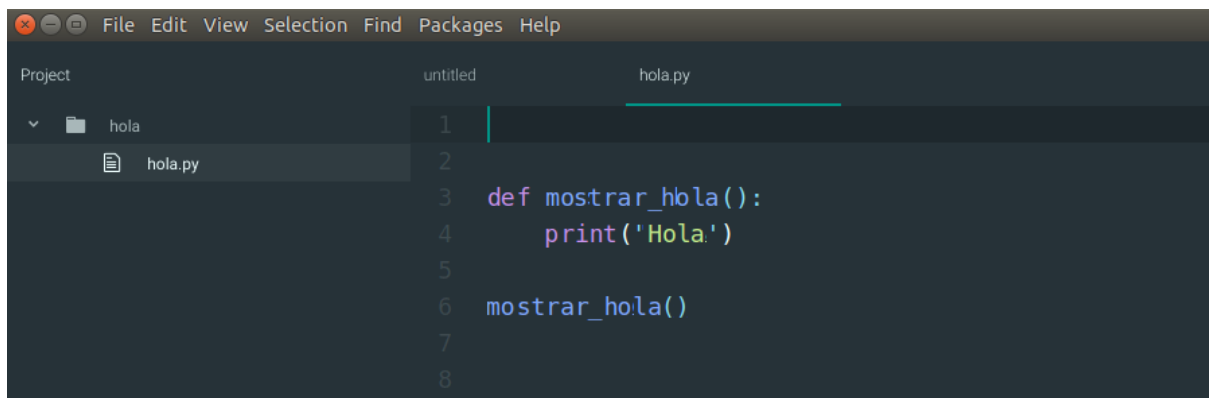 File Edit View Selection Find Packages Help
Project
untitled hola.py
hola
hola.py
1
2
3 def mostrar_hola():
4     print('Hola')
5
6 mostrar_hola()
7
8